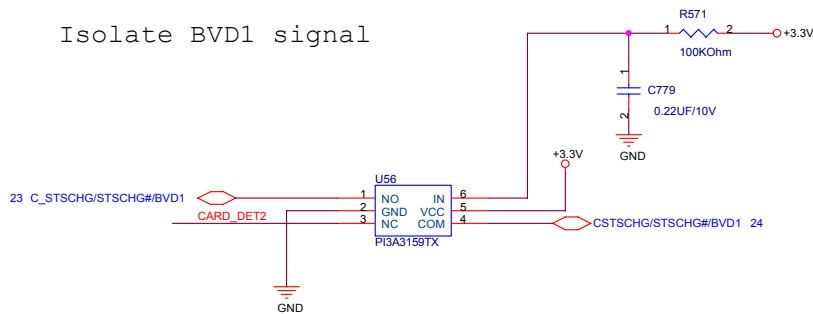 Isolate BVD1 signal
R571
1 2
+3.3V
100KOhm
1
C779
0.22UF/10V
2
GND
+3.3V
U56
23 C_STSCHG/STSCHG#/BVD1
1 NO IN 6
2 GND VCC 5
CARD_DET2
3 NC COM 4
CSTSCHG/STSCHG#/BVD1 24
PI3A3159TX
GND